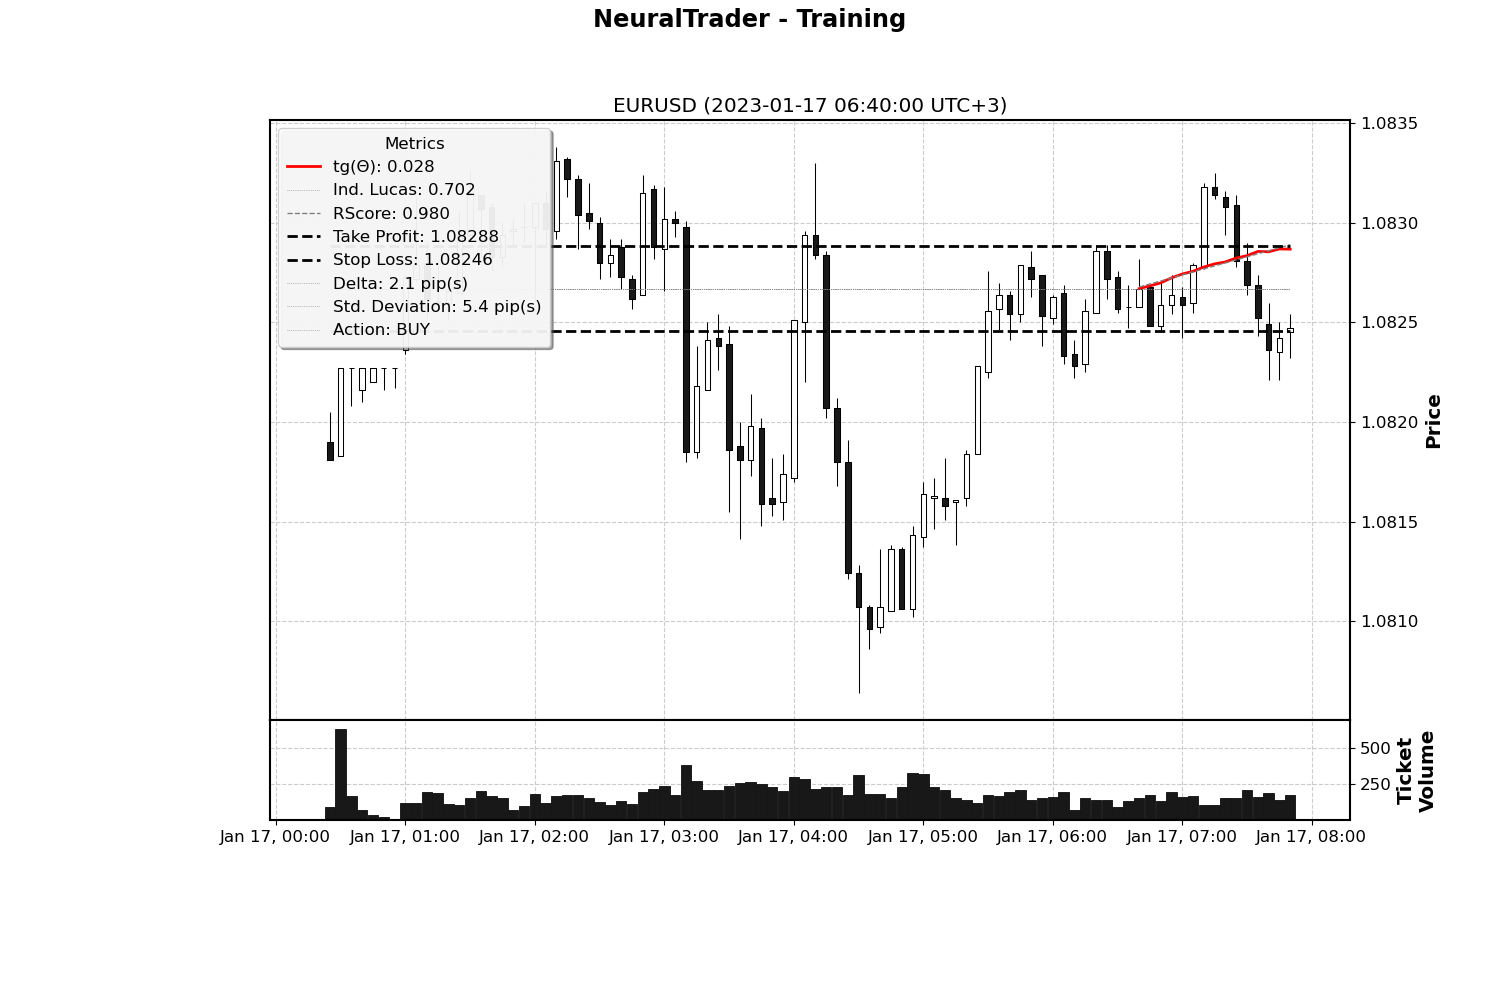 NeuralTrader - Training
EURUSD (2023-01-17 06:40:00 UTC+3)
Metrics
tg(Θ): 0.028
Ind. Lucas: 0.702
RScore: 0.980
Take Profit: 1.08288
Stop Loss: 1.08246
Delta: 2.1 pip(s)
Std. Deviation: 5.4 pip(s)
Action: BUY
1.0835
1.0830
1.0825
1.0820
1.0815
1.0810
Price
500
250
Ticket
Volume
Jan 17, 00:00 Jan 17, 01:00 Jan 17, 02:00 Jan 17, 03:00 Jan 17, 04:00 Jan 17, 05:00 Jan 17, 06:00 Jan 17, 07:00 Jan 17, 08:00